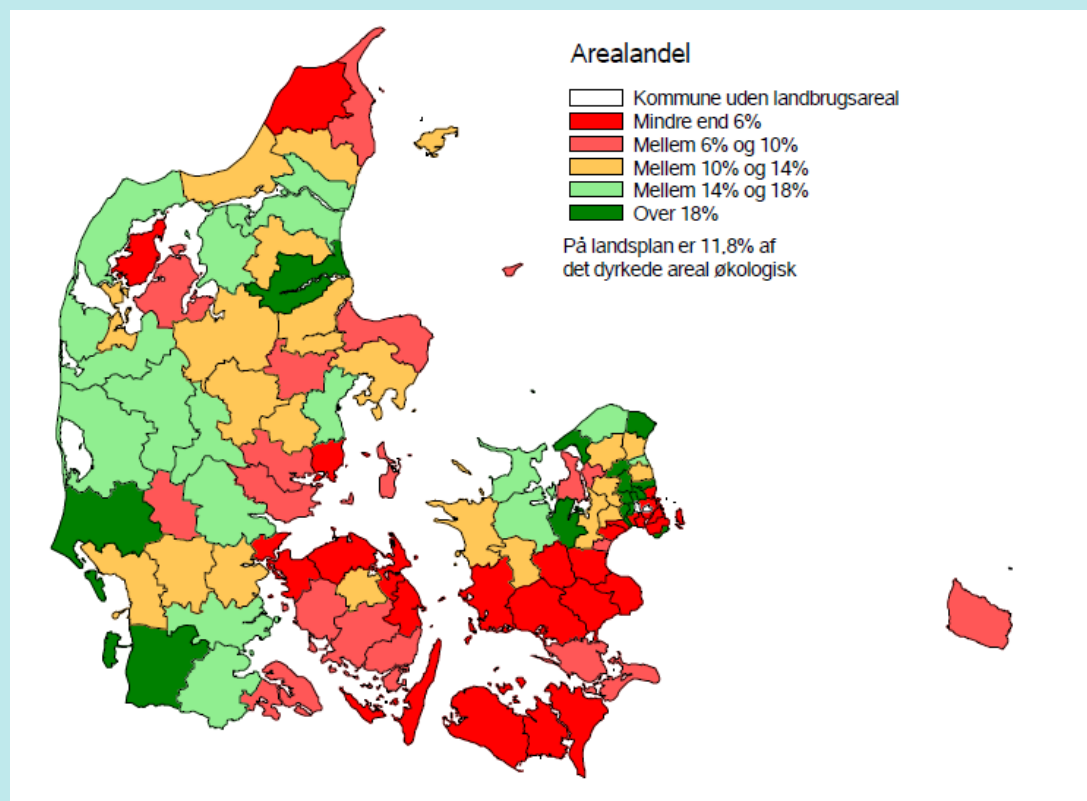 Arealandel
Kommune uden landbrugsareal
Mindre end 6%
Mellem 6% og 10%
Mellem 10% og 14%
Mellem 14% og 18%
Over 18%
På landsplan er 11,8% af
det dyrkede areal økologisk